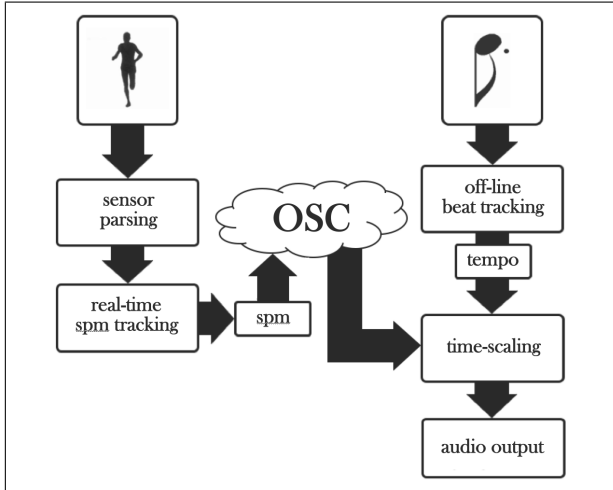 sensor
parsing
real-time
spm tracking
spm
OSC
off-line
beat tracking
tempo
time-scaling
audio output